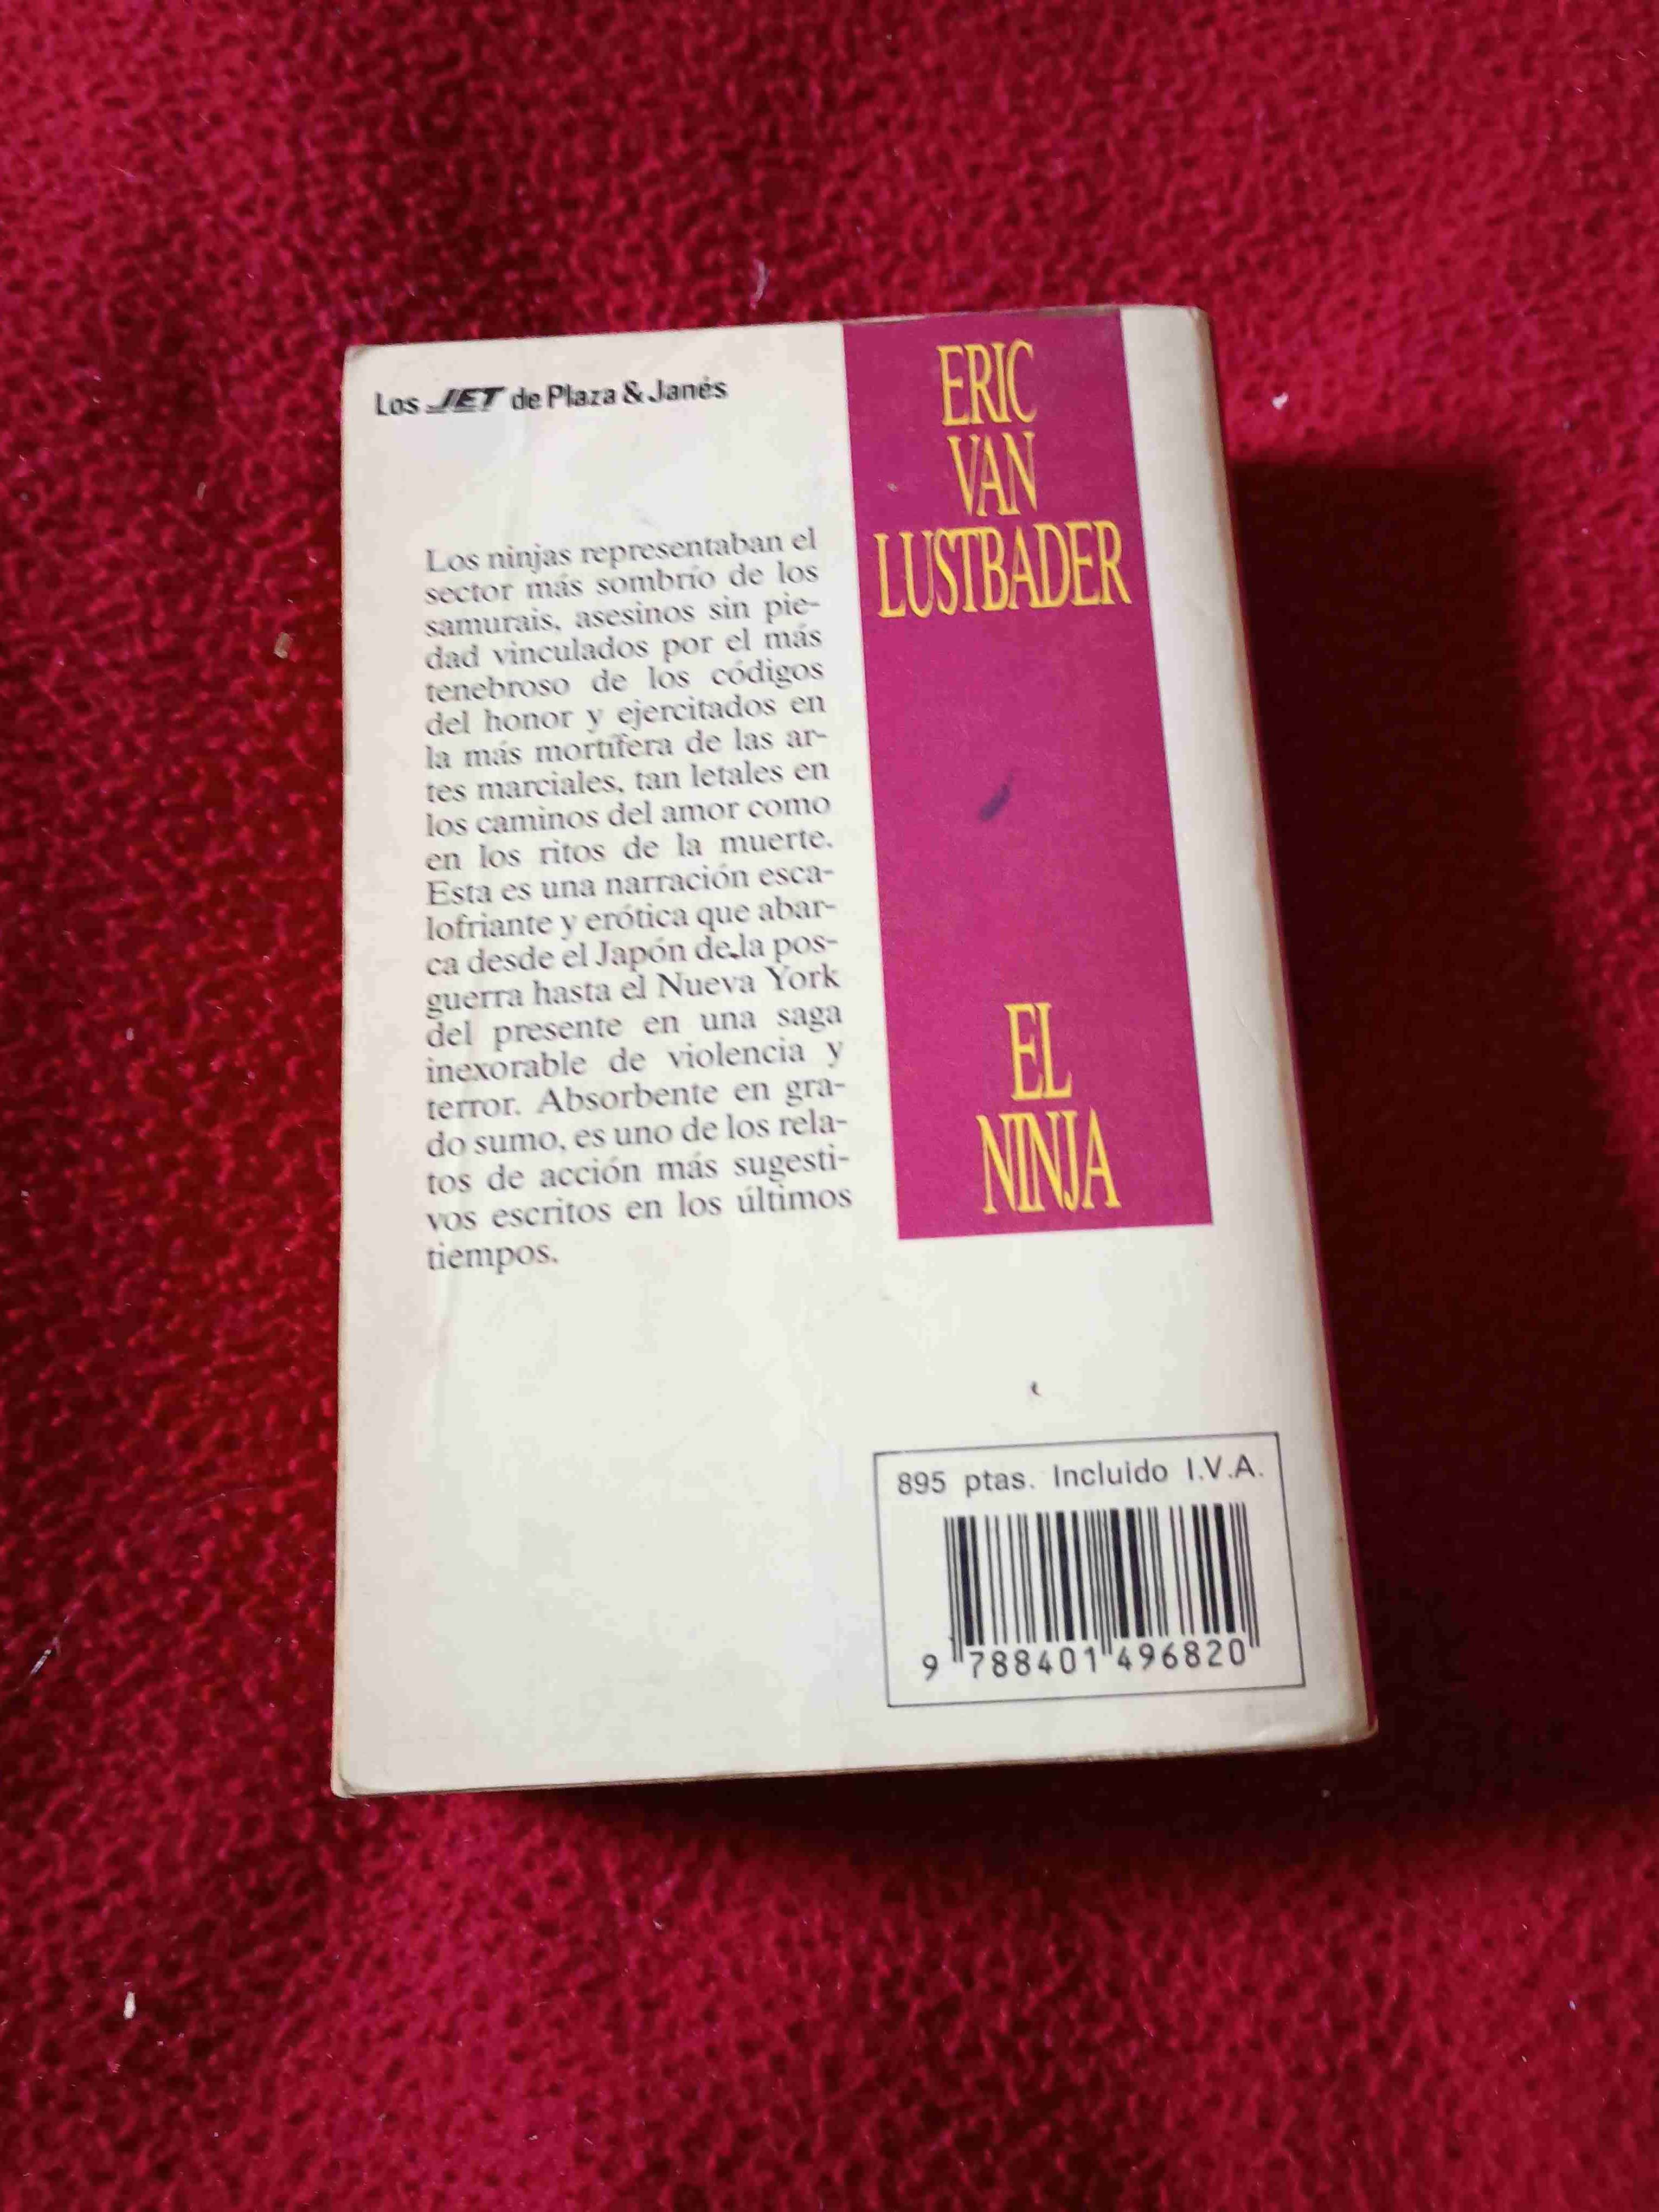 Los JET de Plaza & Janés
ERIC
VAN
LUSTBADER
Los ninjas representaban el
sector más sombrío de los
samurais, asesinos sin pie-
dad vinculados por el más
tenebroso de los códigos
del honor y ejercitados en
la más mortífera de las ar-
tes marciales, tan letales en
los caminos del amor como
en los ritos de la muerte.
Esta es una narración esca-
lofriante y erótica que abar-
ca desde el Japón de la pos-
guerra hasta el Nueva York
del presente en una saga
inexorable de violencia y
terror. Absorbente en gra-
do sumo, es uno de los rela-
tos de acción más sugesti-
vos escritos en los últimos
tiempos.
EL
NINJA
895 ptas. Incluido I.V.A.
9 788401 496820